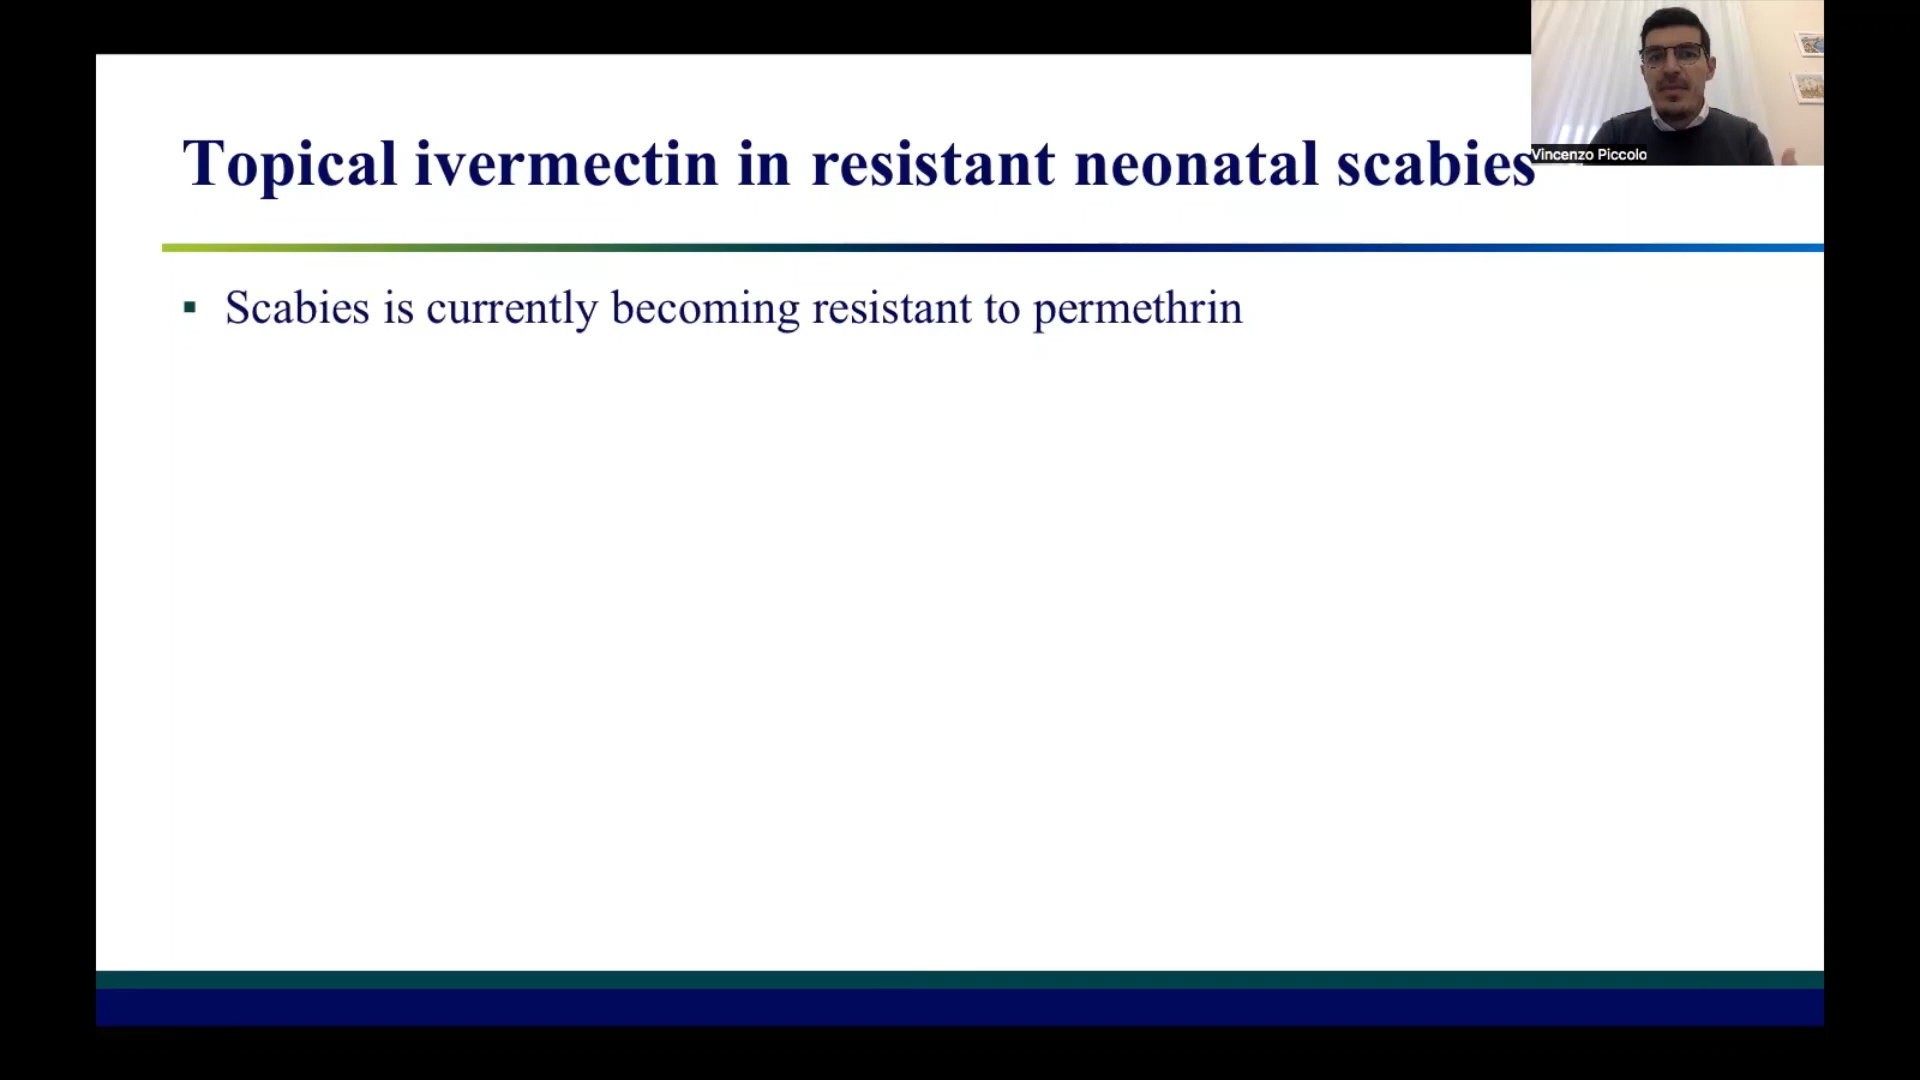 Topical ivermectin in resistant neonatal scabies
Vincenzo Piccolo
▪ Scabies is currently becoming resistant to permethrin